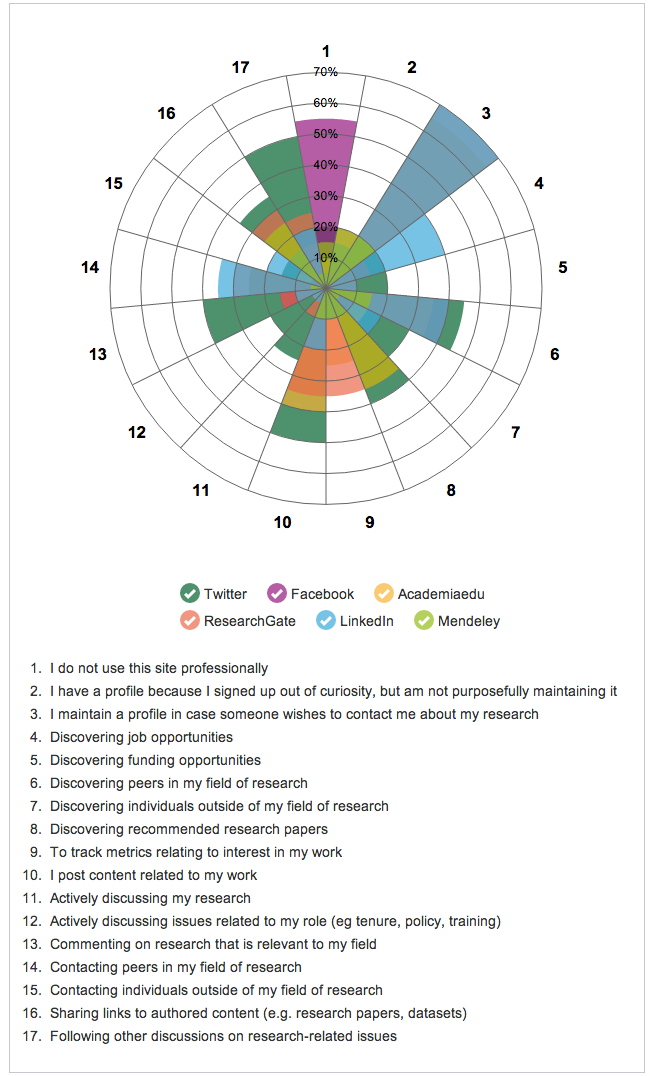 1
17
2
70%
16
60%
3
50%
15
40%
4
30%
20%
10%
14
5
13
6
12
7
11
8
10
9
Twitter Facebook Academiaedu
ResearchGate LinkedIn Mendeley
1. I do not use this site professionally
2. I have a profile because I signed up out of curiosity, but am not purposefully maintaining it
3. I maintain a profile in case someone wishes to contact me about my research
4. Discovering job opportunities
5. Discovering funding opportunities
6. Discovering peers in my field of research
7. Discovering individuals outside of my field of research
8. Discovering recommended research papers
9. To track metrics relating to interest in my work
10. I post content related to my work
11. Actively discussing my research
12. Actively discussing issues related to my role (eg tenure, policy, training)
13. Commenting on research that is relevant to my field
14. Contacting peers in my field of research
15. Contacting individuals outside of my field of research
16. Sharing links to authored content (e.g. research papers, datasets)
17. Following other discussions on research-related issues